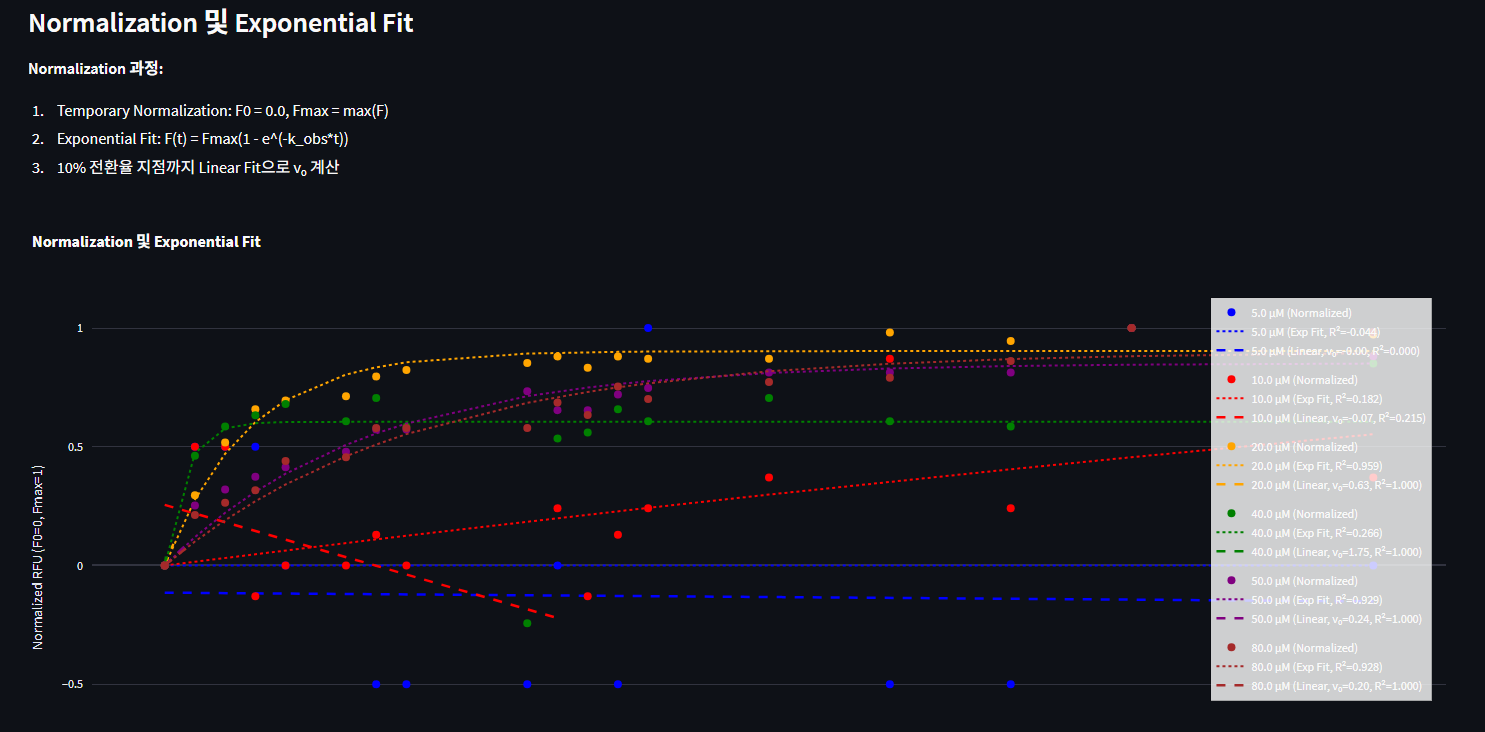 Normalization 및 Exponential Fit
Normalization 과정:
1. Temporary Normalization: F0 = 0.0, Fmax = max(F)
2. Exponential Fit: F(t) = Fmax(1 - e^(-k_obs*t))
3. 10% 전환율 지점까지 Linear Fit으로 v₀ 계산
Normalization 및 Exponential Fit
Normalized RFU (F0=0, Fmax=1)
1
0.5
0
−0.5
5.0 μM (Normalized)
5.0 μM (Exp Fit, R²=-0.044)
5.0 μM (Linear, v₀=-0.00, R²=0.000)
10.0 μM (Normalized)
10.0 μM (Exp Fit, R²=0.182)
10.0 μM (Linear, v₀=-0.07, R²=0.215)
20.0 μM (Normalized)
20.0 μM (Exp Fit, R²=0.959)
20.0 μM (Linear, v₀=0.63, R²=1.000)
40.0 μM (Normalized)
40.0 μM (Exp Fit, R²=0.266)
40.0 μM (Linear, v₀=1.75, R²=1.000)
50.0 μM (Normalized)
50.0 μM (Exp Fit, R²=0.929)
50.0 μM (Linear, v₀=0.24, R²=1.000)
80.0 μM (Normalized)
80.0 μM (Exp Fit, R²=0.928)
80.0 μM (Linear, v₀=0.20, R²=1.000)